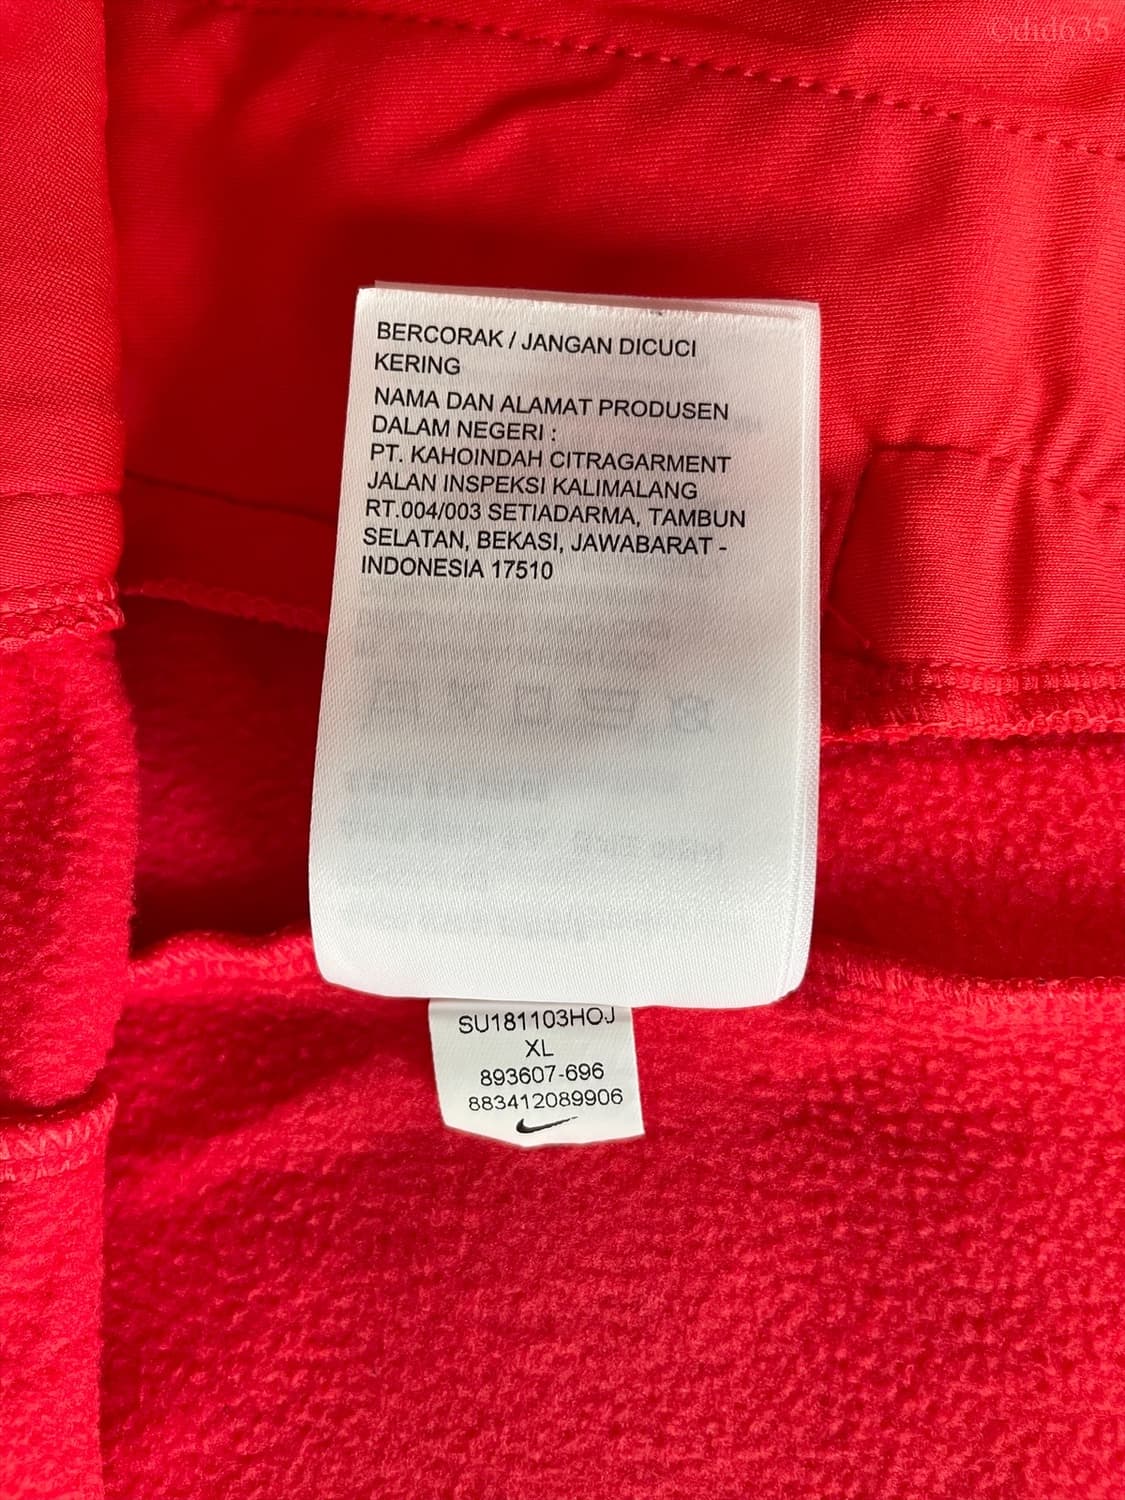 ©did635
BERCORAK / JANGAN DICUCI
KERING
NAMA DAN ALAMAT PRODUSEN
DALAM NEGERI :
PT. KAHOINDAH CITRAGARMENT
JALAN INSPEKSI KALIMALANG
RT.004/003 SETIADARMA, TAMBUN
SELATAN, BEKASI, JAWABARAT -
INDONESIA 17510
SU181103HOJ
XL
893607-696
883412089906